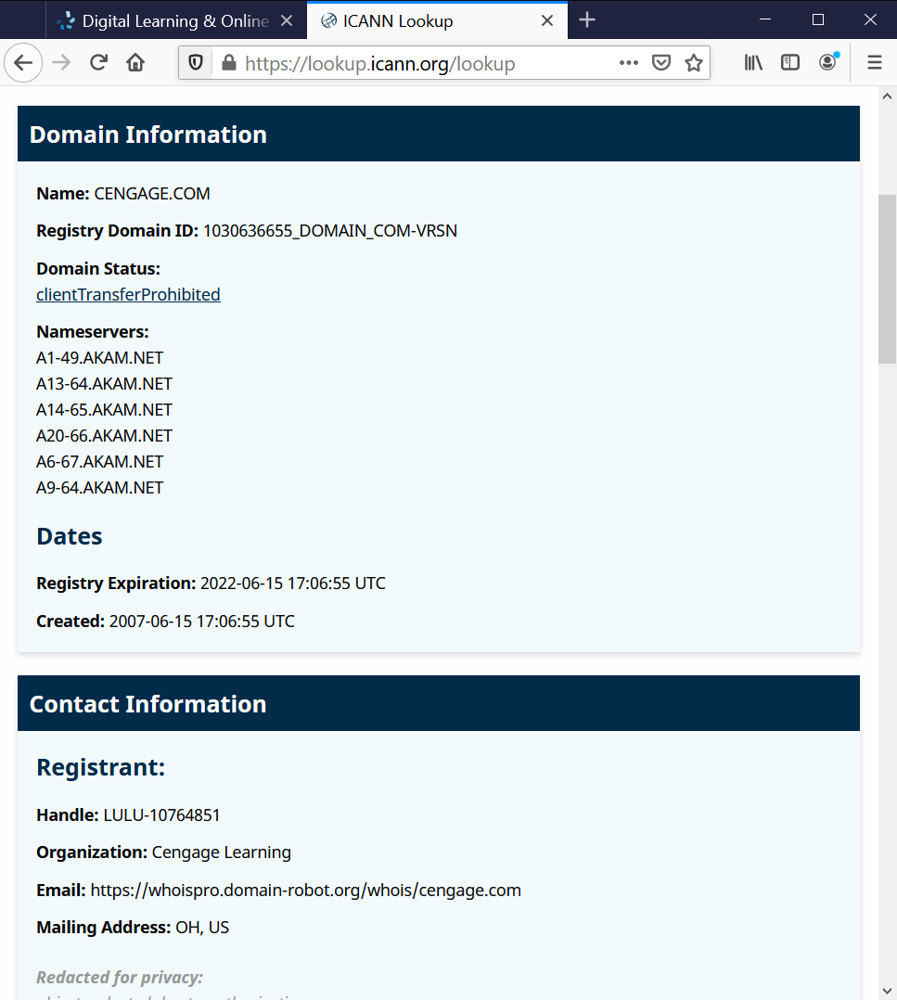 Digital Learning & Online
ICANN Lookup
https://lookup.icann.org/lookup
Domain Information
Name: CENGAGE.COM
Registry Domain ID: 1030636655_DOMAIN_COM-VRSN
Domain Status:
clientTransferProhibited
Nameservers:
A1-49.AKAM.NET
A13-64.AKAM.NET
A14-65.AKAM.NET
A20-66.AKAM.NET
A6-67.AKAM.NET
A9-64.AKAM.NET
Dates
Registry Expiration: 2022-06-15 17:06:55 UTC
Created: 2007-06-15 17:06:55 UTC
Contact Information
Registrant:
Handle: LULU-10764851
Organization: Cengage Learning
Email: https://whoispro.domain-robot.org/whois/cengage.com
Mailing Address: OH, US
Redacted for privacy: